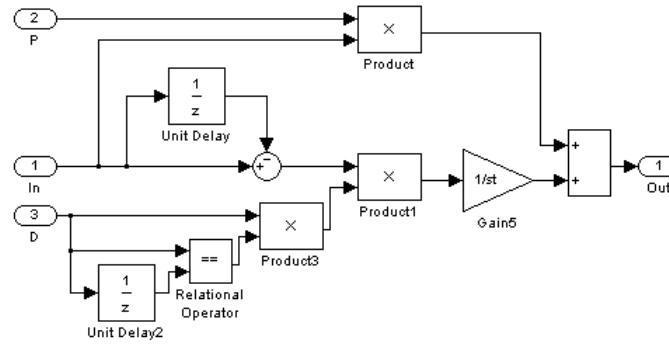 2
P
×
Product
1
z
Unit Delay
1
In
+
−
×
Product1
1/st
Gain5
+
+
1
Out
3
D
×
Product3
==
Relational
Operator
1
z
Unit Delay2